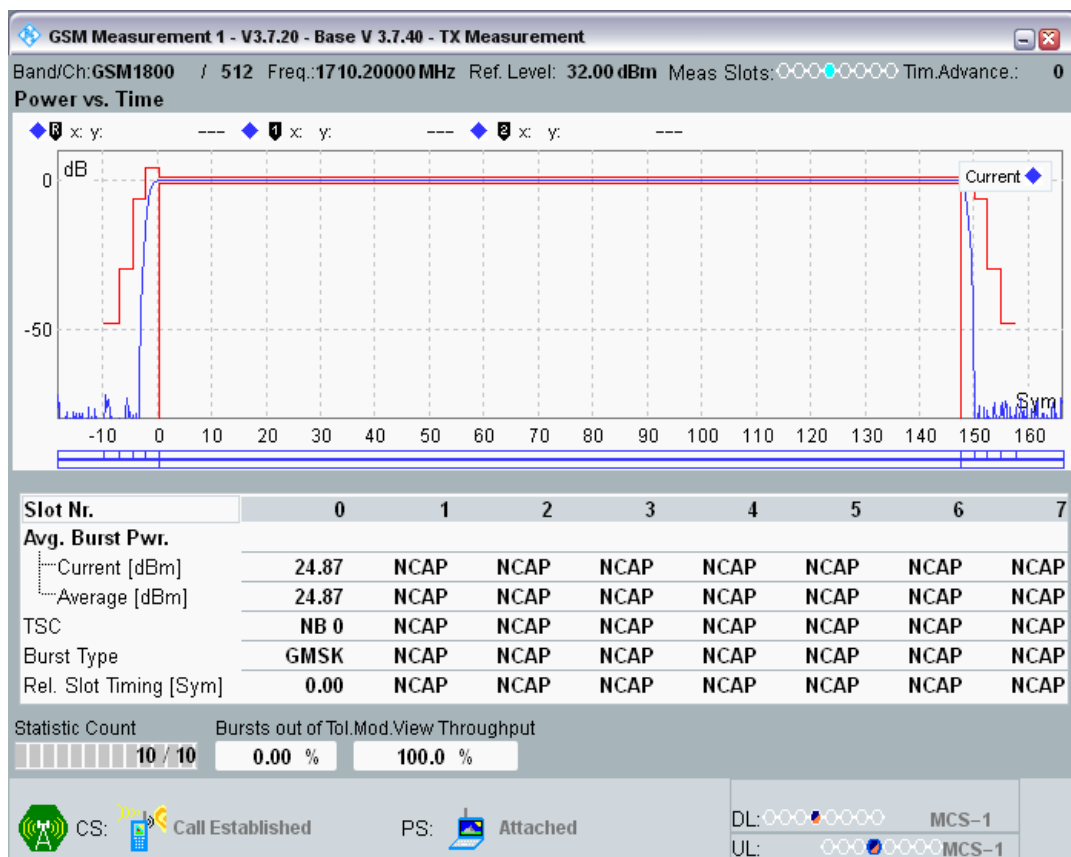 GSM Measurement 1 - V3.7.20 - Base V 3.7.40 - TX Measurement
Band/Ch:GSM1800 / 512 Freq.:1710.20000 MHz Ref. Level: 32.00 dBm Meas Slots: Tim.Advance.: 0
Power vs. Time
R x: y: --- 1 x: y: --- 2 x: y: ---
dB
0
Current
-50
Sym
-10 0 10 20 30 40 50 60 70 80 90 100 110 120 130 140 150 160
Slot Nr. 0 1 2 3 4 5 6 7
Avg. Burst Pwr.
Current [dBm] 24.87 NCAP NCAP NCAP NCAP NCAP NCAP NCAP
Average [dBm] 24.87 NCAP NCAP NCAP NCAP NCAP NCAP NCAP
TSC NB 0 NCAP NCAP NCAP NCAP NCAP NCAP NCAP
Burst Type GMSK NCAP NCAP NCAP NCAP NCAP NCAP NCAP
Rel. Slot Timing [Sym] 0.00 NCAP NCAP NCAP NCAP NCAP NCAP NCAP
Statistic Count Bursts out of Tol.Mod.View Throughput
10 / 10 0.00 % 100.0 %
CS: Call Established PS: Attached
DL: MCS-1
UL: MCS-1